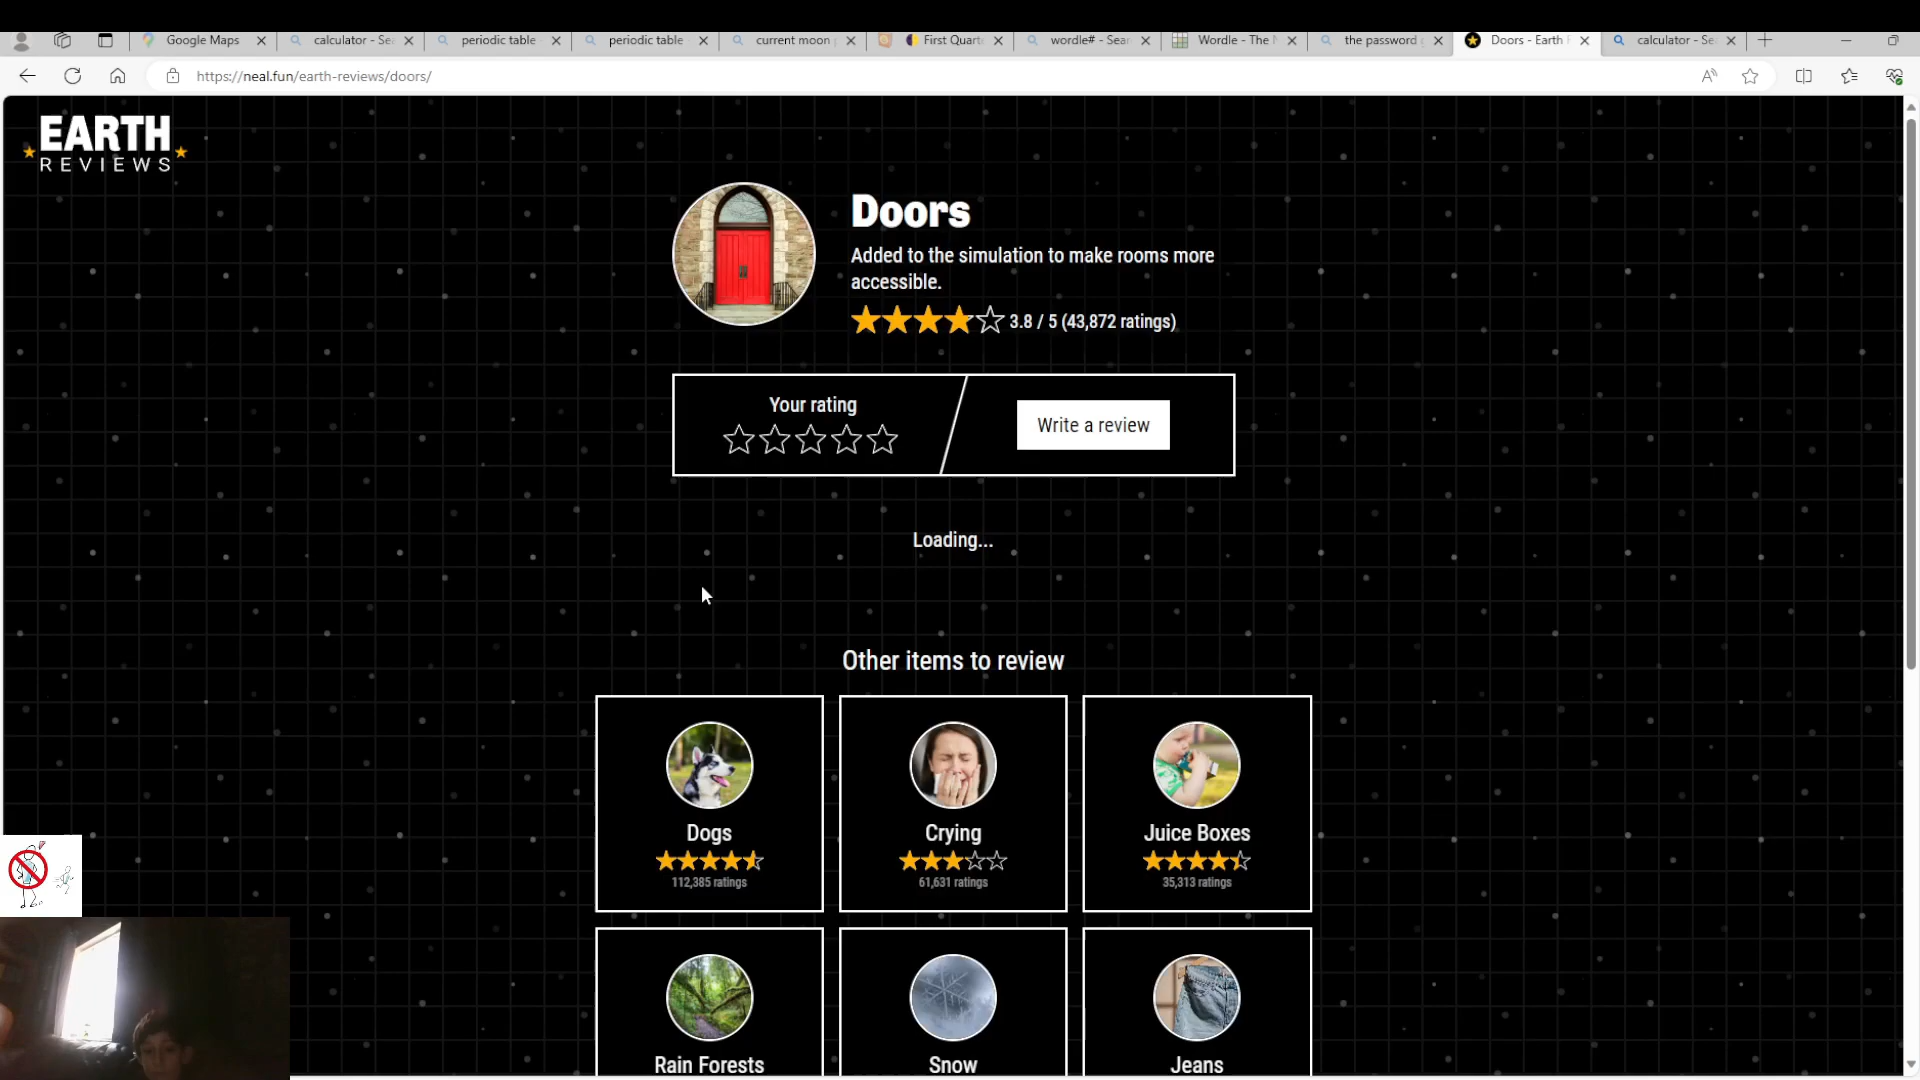 Google Maps
calculator - Se
periodic table
periodic table
current moon
First Quart
wordle# - Sear
Wordle - The N
the password g
Doors - Earth
calculator - Se
https://neal.fun/earth-reviews/doors/
EARTH
REVIEWS
Doors
Added to the simulation to make rooms more
accessible.
3.8 / 5 (43,872 ratings)
Your rating
Write a review
Loading...
Other items to review
Dogs
Crying
Juice Boxes
112,385 ratings
61,631 ratings
35,313 ratings
Rain Forests
Snow
Jeans